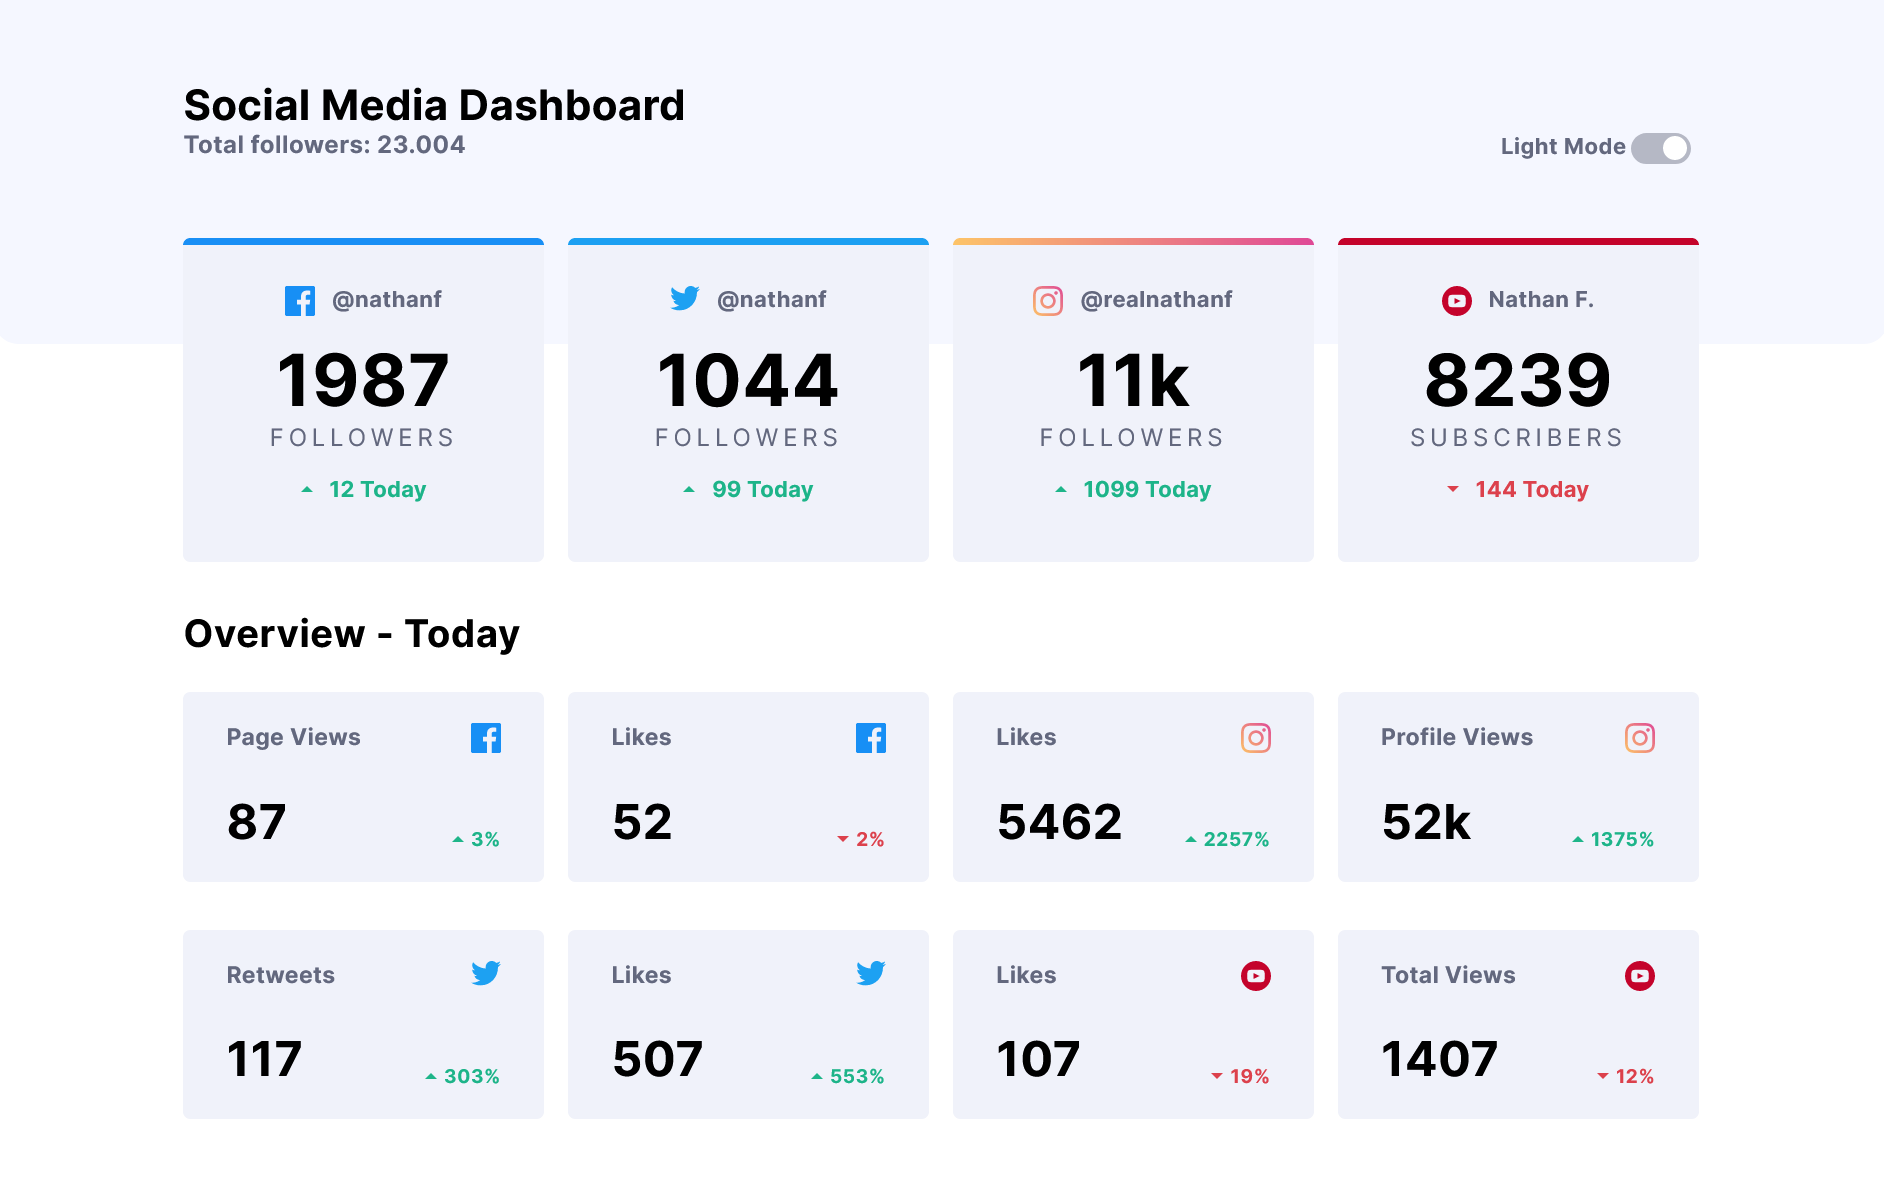 Social Media Dashboard
Total followers: 23.004
Light Mode
@nathanf
1987
FOLLOWERS
12 Today
@nathanf
1044
FOLLOWERS
99 Today
@realnathanf
11k
FOLLOWERS
1099 Today
Nathan F.
8239
SUBSCRIBERS
144 Today
Overview - Today
Page Views
87
3%
Likes
52
2%
Likes
5462
2257%
Profile Views
52k
1375%
Retweets
117
303%
Likes
507
553%
Likes
107
19%
Total Views
1407
12%